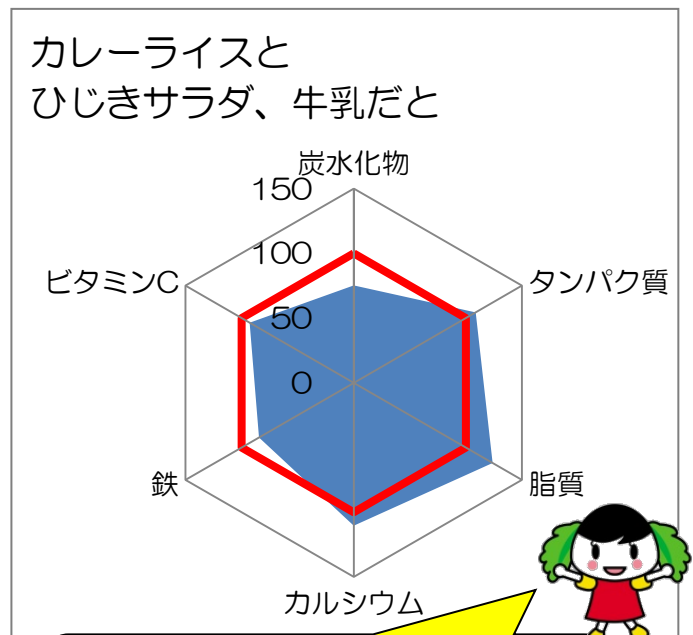 カレーライスと
ひじきサラダ、牛乳だと
炭水化物
150
100
50
0
タンパク質
脂質
カルシウム
鉄
ビタミンC